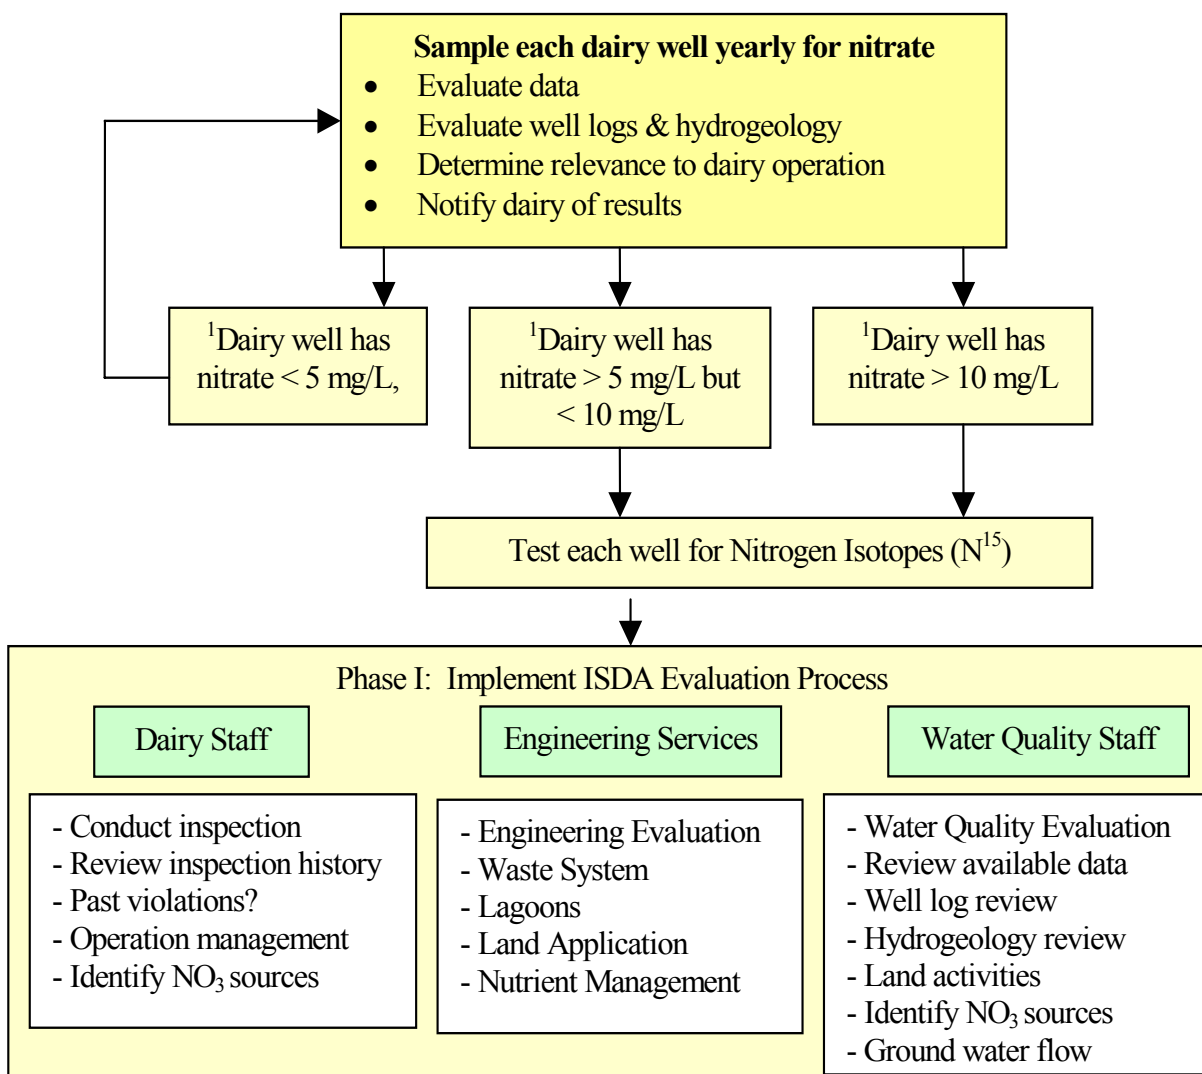 Sample each dairy well yearly for nitrate
• Evaluate data
• Evaluate well logs & hydrogeology
• Determine relevance to dairy operation
• Notify dairy of results
¹Dairy well has
nitrate < 5 mg/L,
¹Dairy well has
nitrate > 5 mg/L but
< 10 mg/L
¹Dairy well has
nitrate > 10 mg/L
Test each well for Nitrogen Isotopes (N¹⁵)
Phase I:  Implement ISDA Evaluation Process
Dairy Staff
- Conduct inspection
- Review inspection history
- Past violations?
- Operation management
- Identify NO₃ sources
Engineering Services
- Engineering Evaluation
- Waste System
- Lagoons
- Land Application
- Nutrient Management
Water Quality Staff
- Water Quality Evaluation
- Review available data
- Well log review
- Hydrogeology review
- Land activities
- Identify NO₃ sources
- Ground water flow